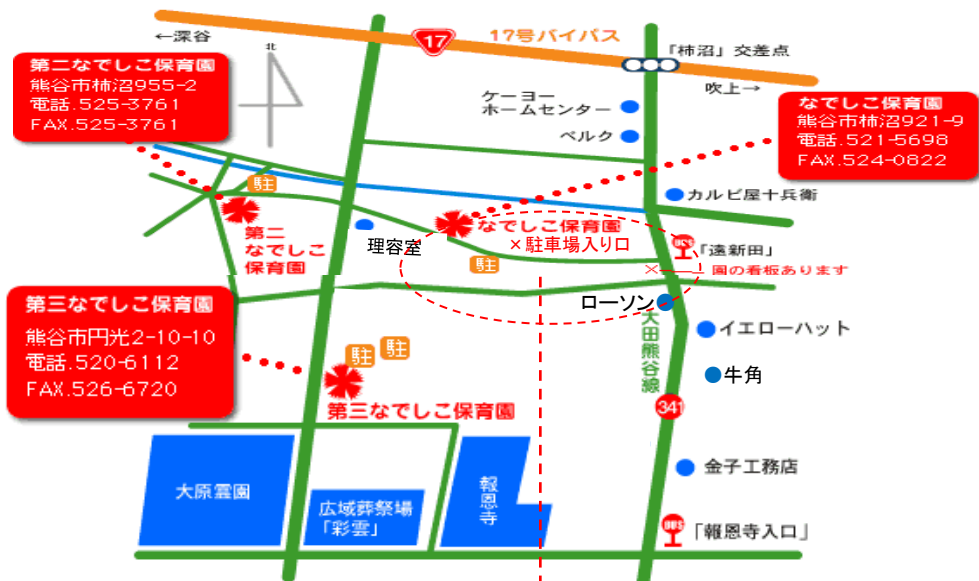 ←深谷
17
17号バイパス
「柿沼」交差点
吹上→
北
第二なでしこ保育園
熊谷市柿沼955-2
電話.525-3761
FAX.525-3761
ケーヨー
ホームセンター
ベルク
なでしこ保育園
熊谷市柿沼921-9
電話.521-5698
FAX.524-0822
駐
カルビ屋十兵衛
第二
なでしこ
保育園
理容室
なでしこ保育園
×駐車場入り口
駐
BUS
「遠新田」
×
園の看板あります
第三なでしこ保育園
熊谷市円光2-10-10
電話.520-6112
FAX.526-6720
ローソン
大田熊谷線
イエローハット
駐
駐
牛角
第三なでしこ保育園
341
大原霊園
広域葬祭場
「彩雲」
報恩寺
金子工務店
BUS
「報恩寺入口」